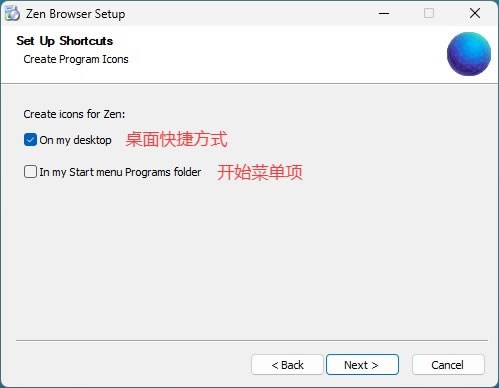 Zen Browser Setup
Set Up Shortcuts
Create Program Icons
Create icons for Zen:
On my desktop 桌面快捷方式
In my Start menu Programs folder 开始菜单项
< Back Next > Cancel